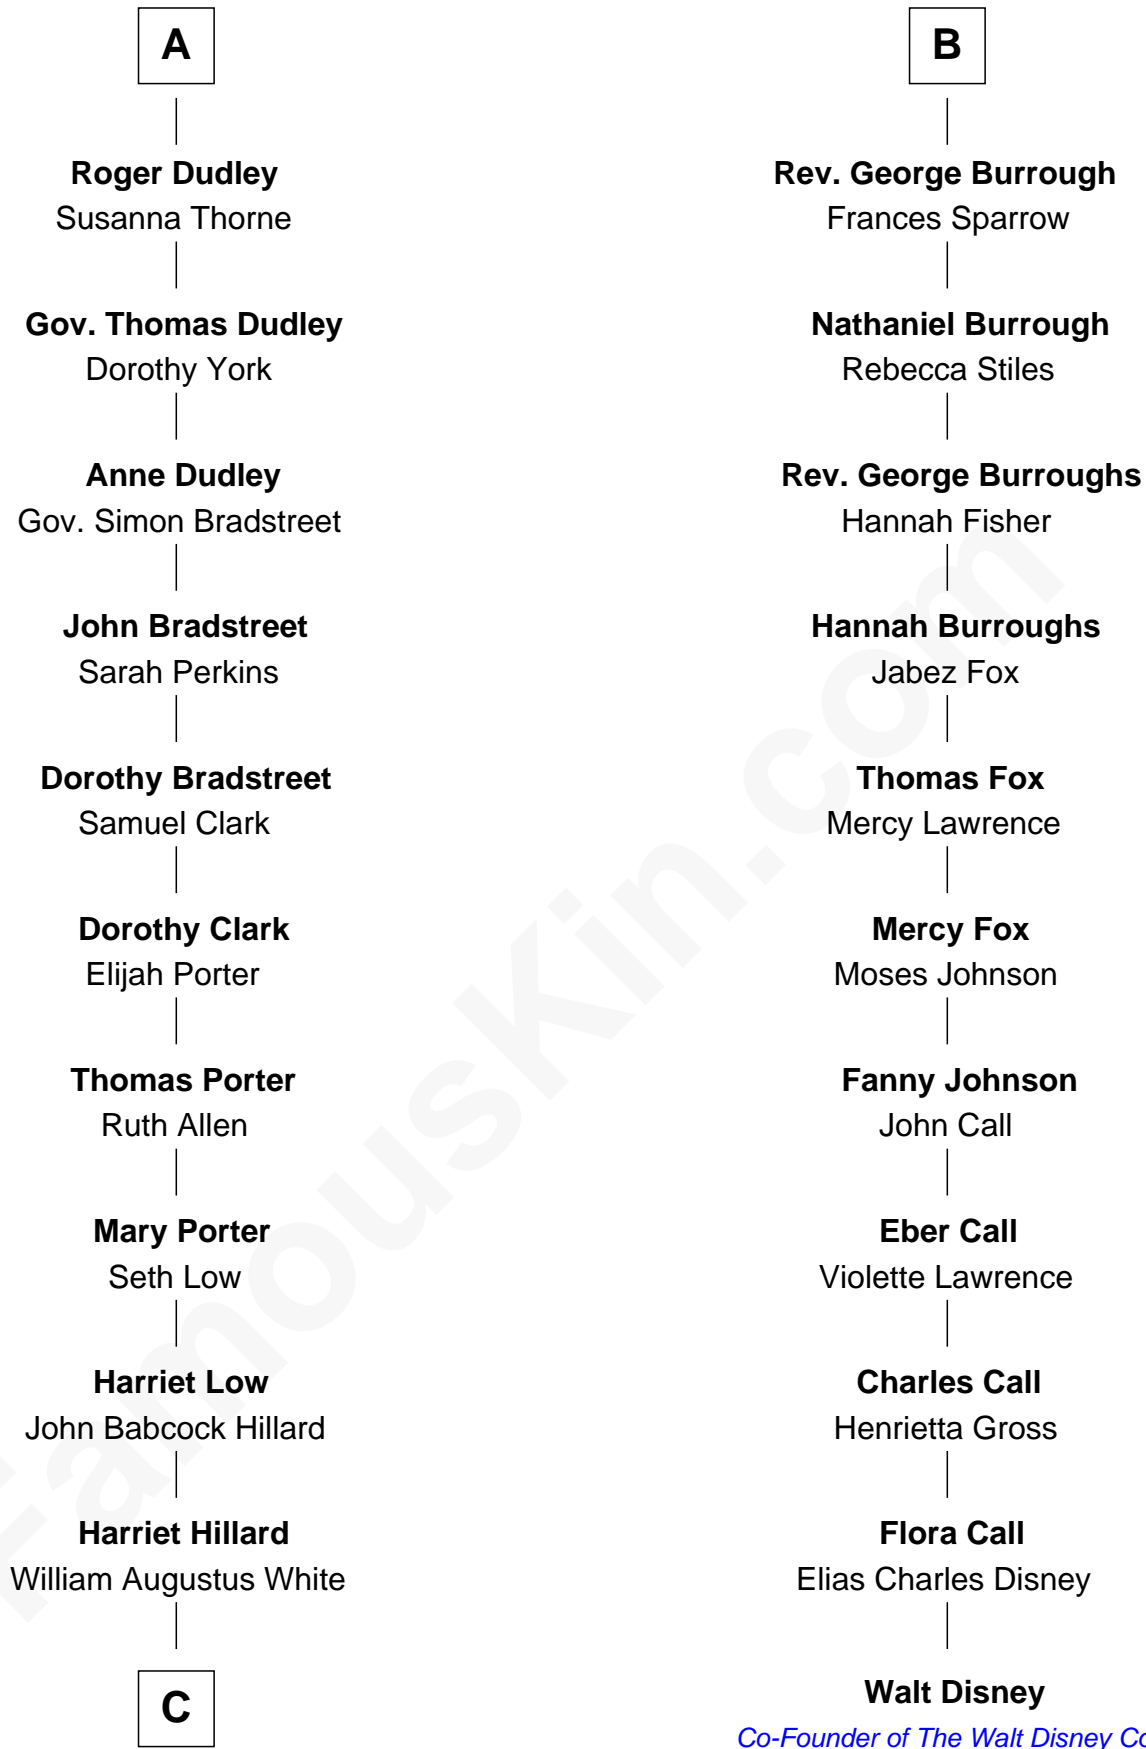 A
Roger Dudley
Susanna Thorne
Gov. Thomas Dudley
Dorothy York
Anne Dudley
Gov. Simon Bradstreet
John Bradstreet
Sarah Perkins
Dorothy Bradstreet
Samuel Clark
Dorothy Clark
Elijah Porter
Thomas Porter
Ruth Allen
Mary Porter
Seth Low
Harriet Low
John Babcock Hillard
Harriet Hillard
William Augustus White
C
B
Rev. George Burrough
Frances Sparrow
Nathaniel Burrough
Rebecca Stiles
Rev. George Burroughs
Hannah Fisher
Hannah Burroughs
Jabez Fox
Thomas Fox
Mercy Lawrence
Mercy Fox
Moses Johnson
Fanny Johnson
John Call
Eber Call
Violette Lawrence
Charles Call
Henrietta Gross
Flora Call
Elias Charles Disney
Walt Disney
Co-Founder of The Walt Disney Co
FamousKin.com